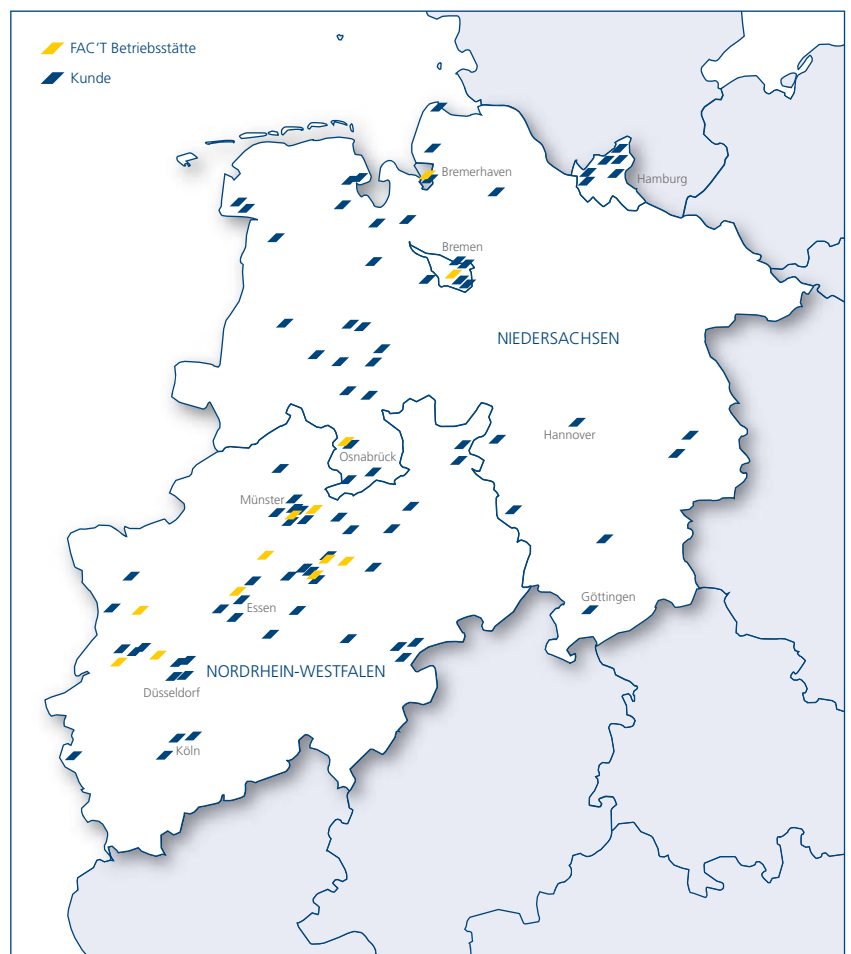 FAC'T Betriebsstätte
Kunde
Bremerhaven
Hamburg
Bremen
NIEDERSACHSEN
Hannover
Osnabrück
Münster
Göttingen
Essen
NORDRHEIN-WESTFALEN
Düsseldorf
Köln